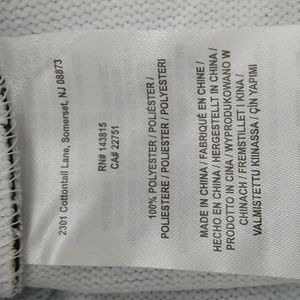 2301 Cottontail Lane, Somerset, NJ 08873
RN# 143815
CA# 22751
100% POLYESTER / POLIÉSTER /
POLIESTERE / POLIESTER / POLYESTERI
MADE IN CHINA / FABRIQUÉ EN CHINE /
HECHO EN CHINA / HERGESTELLT IN CHINA /
PRODOTTO IN CINA / WYPRODUKOWANO W
CHINACH / FREMSTILLET I KINA /
VALMISTETTU KIINASSA / ÇİN YAPIMI